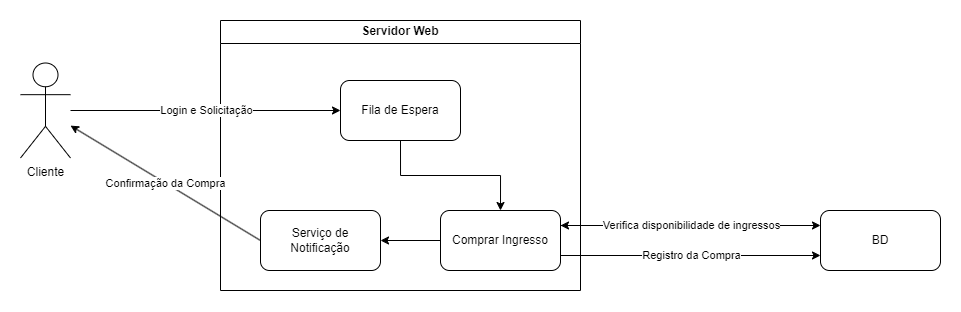 Servidor Web
Login e Solicitação
Fila de Espera
Cliente
Confirmação da Compra
Serviço de
Notificação
Comprar Ingresso
Verifica disponibilidade de ingressos
Registro da Compra
BD